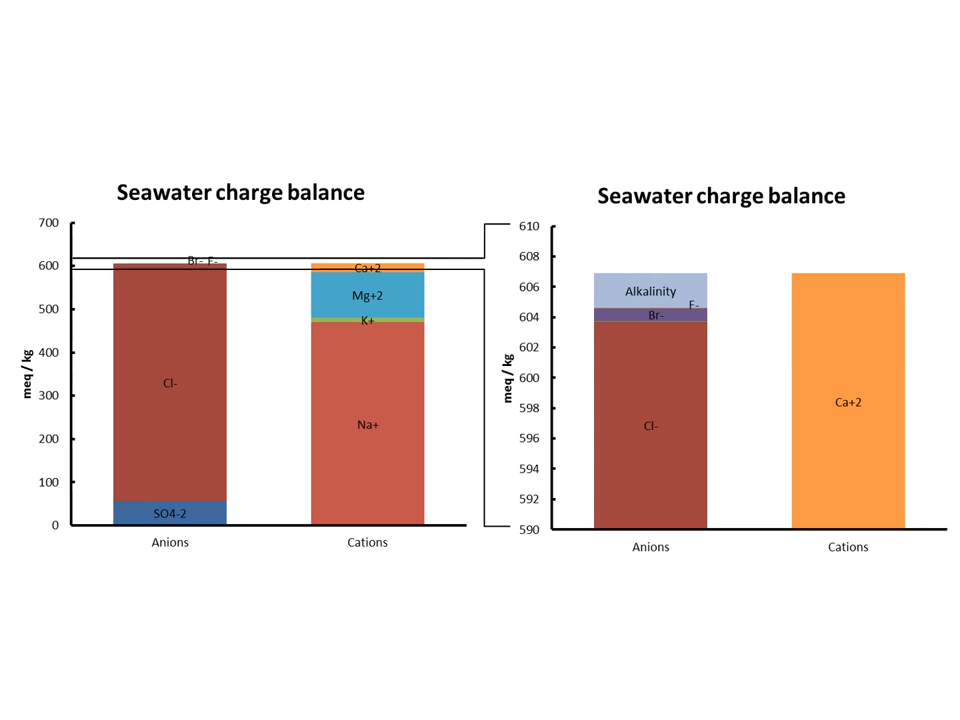 Seawater charge balance
700
600
500
400
300
200
100
0
meq / kg
Br- F-
Cl-
SO4-2
Ca+2
Mg+2
K+
Na+
Anions
Cations
Seawater charge balance
610
608
606
604
602
600
598
596
594
592
590
meq / kg
Alkalinity
F-
Br-
Cl-
Ca+2
Anions
Cations